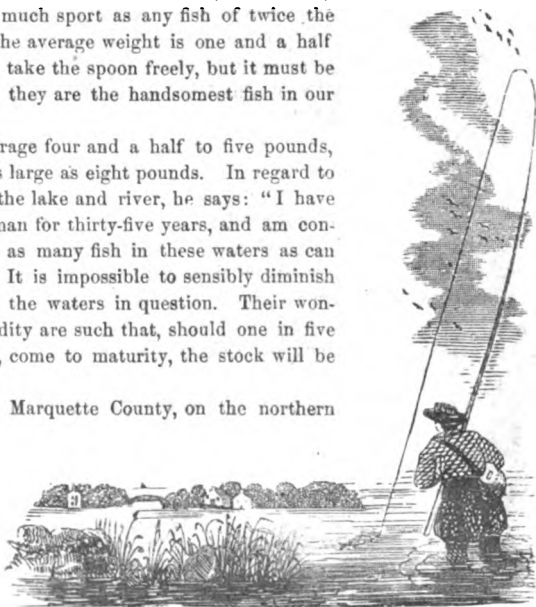 much sport as any fish of twice the
he average weight is one and a half
take the spoon freely, but it must be
they are the handsomest fish in our
rage four and a half to five pounds,
s large as eight pounds. In regard to
the lake and river, he says: "I have
nan for thirty-five years, and am con-
as many fish in these waters as can
It is impossible to sensibly diminish
the waters in question. Their won-
dity are such that, should one in five
, come to maturity, the stock will be
Marquette County, on the northern